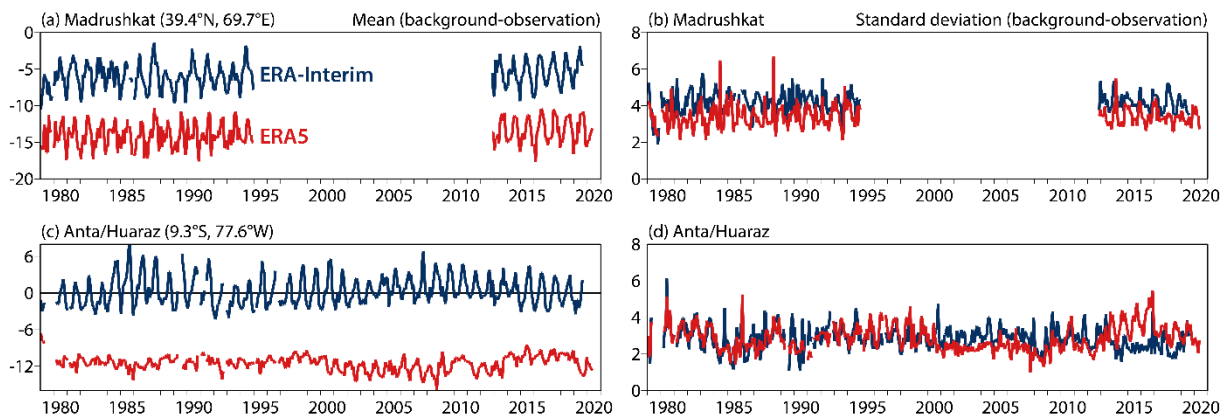 (a) Madrushkat (39.4°N, 69.7°E) Mean (background-observation)
0
-5
-10
-15
-20
ERA-Interim
ERA5
1980 1985 1990 1995 2000 2005 2010 2015 2020
(b) Madrushkat Standard deviation (background-observation)
8
6
4
2
0
1980 1985 1990 1995 2000 2005 2010 2015 2020
(c) Anta/Huaraz (9.3°S, 77.6°W)
6
0
-6
-12
1980 1985 1990 1995 2000 2005 2010 2015 2020
(d) Anta/Huaraz
8
6
4
2
0
1980 1985 1990 1995 2000 2005 2010 2015 2020